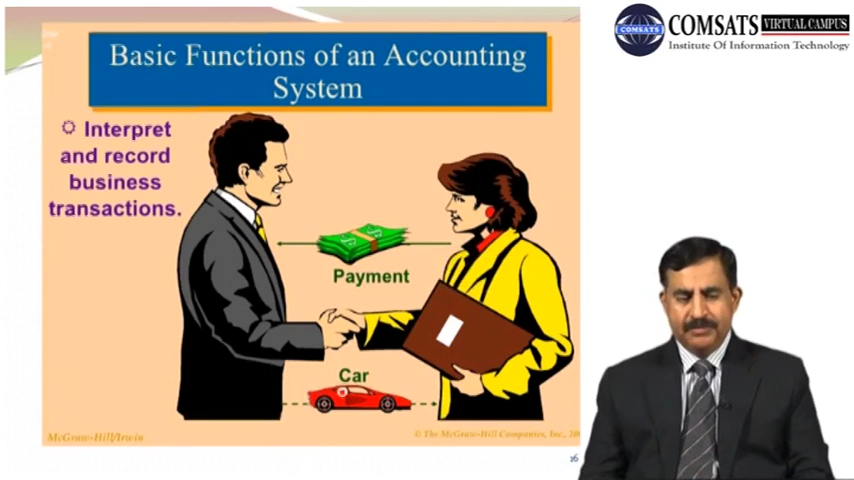 COMSATS VIRTUAL CAMPUS
Institute Of Information Technology
COMSATS
Basic Functions of an Accounting
System
Interpret
and record
business
transactions.
Payment
Car
McGraw-Hill/Irwin
© The McGraw-Hill Companies, Inc.,
16